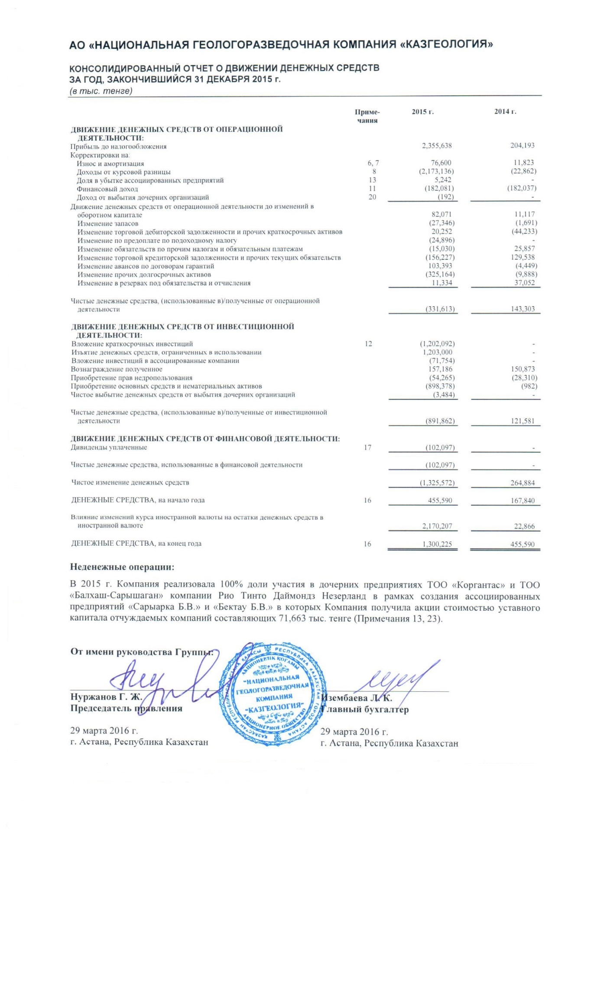 АО «НАЦИОНАЛЬНАЯ ГЕОЛОГОРАЗВЕДОЧНАЯ КОМПАНИЯ «КАЗГЕОЛОГИЯ»
КОНСОЛИДИРОВАННЫЙ ОТЧЕТ О ДВИЖЕНИИ ДЕНЕЖНЫХ СРЕДСТВ
ЗА ГОД, ЗАКОНЧИВШИЙСЯ 31 ДЕКАБРЯ 2015 г.
(в тыс. тенге)
Приме- 2015 г. 2014 г.
чания
ДВИЖЕНИЕ ДЕНЕЖНЫХ СРЕДСТВ ОТ ОПЕРАЦИОННОЙ
ДЕЯТЕЛЬНОСТИ:
Прибыль до налогообложения 2,355,638 204,193
Корректировки на:
Износ и амортизация 6, 7 76,600 11,823
Доходы от курсовой разницы 8 (2,173,136) (22,862)
Доля в убытке ассоциированных предприятий 13 5,242 -
Финансовый доход 11 (182,081) (182,037)
Доход от выбытия дочерних организаций 20 (192) -
Движение денежных средств от операционной деятельности до изменений в
оборотном капитале 82,071 11,117
Изменение запасов (27,346) (1,691)
Изменение торговой дебиторской задолженности и прочих краткосрочных активов 20,252 (44,233)
Изменение по предоплате по подоходному налогу (24,896) -
Изменение обязательств по прочим налогам и обязательным платежам (15,030) 25,857
Изменение торговой кредиторской задолженности и прочих текущих обязательств (156,227) 129,538
Изменение авансов по договорам гарантий 103,393 (4,449)
Изменение прочих долгосрочных активов (325,164) (9,888)
Изменение в резервах под обязательства и отчисления 11,334 37,052
Чистые денежные средства, (использованные в)/полученные от операционной
деятельности (331,613) 143,303
ДВИЖЕНИЕ ДЕНЕЖНЫХ СРЕДСТВ ОТ ИНВЕСТИЦИОННОЙ
ДЕЯТЕЛЬНОСТИ:
Вложение краткосрочных инвестиций 12 (1,202,092) -
Изъятие денежных средств, ограниченных в использовании 1,203,000 -
Вложение инвестиций в ассоциированные компании (71,754) -
Вознаграждение полученное 157,186 150,873
Приобретение прав недропользования (54,265) (28,310)
Приобретение основных средств и нематериальных активов (898,378) (982)
Чистое выбытие денежных средств от выбытия дочерних организаций (3,484) -
Чистые денежные средства, (использованные в)/полученные от инвестиционной
деятельности (891,862) 121,581
ДВИЖЕНИЕ ДЕНЕЖНЫХ СРЕДСТВ ОТ ФИНАНСОВОЙ ДЕЯТЕЛЬНОСТИ:
Дивиденды уплаченные 17 (102,097) -
Чистые денежные средства, использованные в финансовой деятельности (102,097) -
Чистое изменение денежных средств (1,325,572) 264,884
ДЕНЕЖНЫЕ СРЕДСТВА, на начало года 16 455,590 167,840
Влияние изменений курса иностранной валюты на остатки денежных средств в
иностранной валюте 2,170,207 22,866
ДЕНЕЖНЫЕ СРЕДСТВА, на конец года 16 1,300,225 455,590
Неденежные операции:
В 2015 г. Компания реализовала 100% доли участия в дочерних предприятиях ТОО «Коргантас» и ТОО
«Балхаш-Сарышаган» компании Рио Тинто Даймондз Незерланд в рамках создания ассоциированных
предприятий «Сарыарка Б.В.» и «Бектау Б.В.» в которых Компания получила акции стоимостью уставного
капитала отчуждаемых компаний составляющих 71,663 тыс. тенге (Примечания 13, 23).
От имени руководства Группы:
РЕСПУБЛИКА КАЗАХСТАН ГОРОД АСТАНА
ҚАЗАҚСТАН РЕСПУБЛИКАСЫ АСТАНА ҚАЛАСЫ
АКЦИОНЕРЛІК ҚОҒАМЫ
"НАЦИОНАЛЬНАЯ
ГЕОЛОГОРАЗВЕДОЧНАЯ
КОМПАНИЯ
"КАЗГЕОЛОГИЯ"
АКЦИОНЕРНОЕ ОБЩЕСТВО
Нуржанов Г. Ж. Изембаева Л. К.
Председатель правления Главный бухгалтер
29 марта 2016 г. 29 марта 2016 г.
г. Астана, Республика Казахстан г. Астана, Республика Казахстан